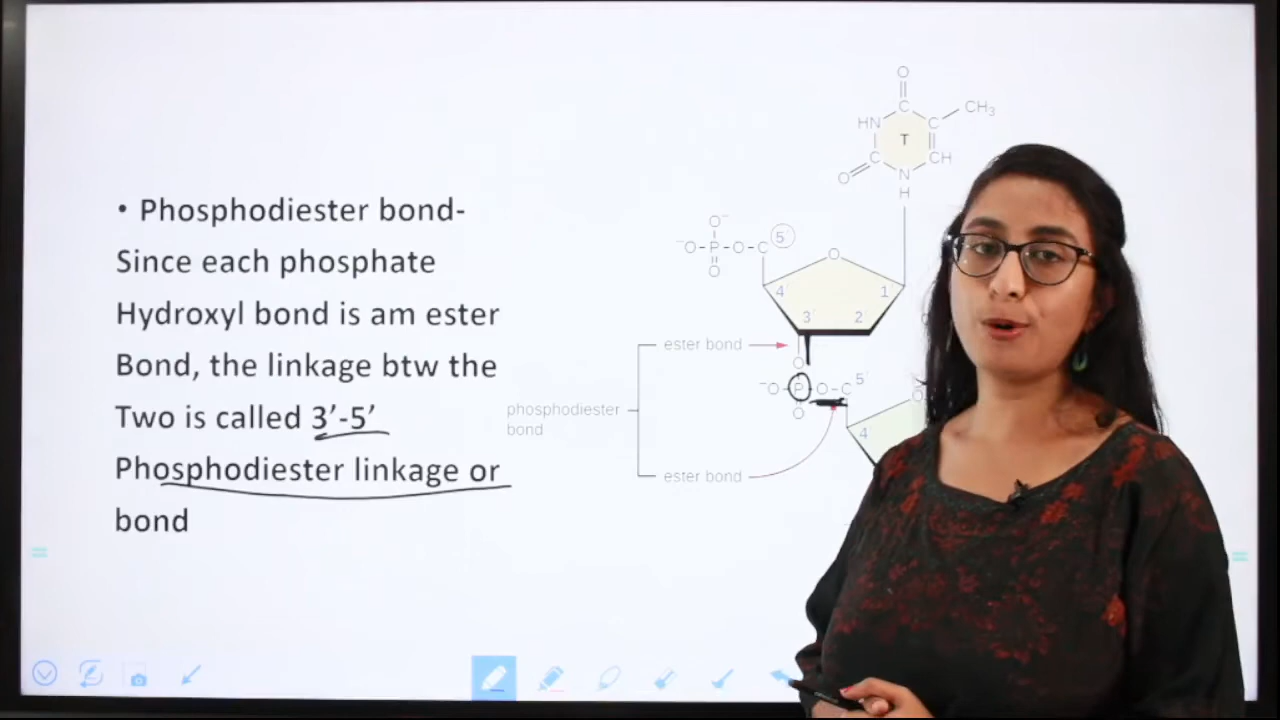 • Phosphodiester bond-
Since each phosphate
Hydroxyl bond is am ester
Bond, the linkage btw the
Two is called 3’-5’
Phosphodiester linkage or
bond
O
C
CH₃
HN
C
T
C
CH
O
N
H
O⁻
5′
⁻O-P-O-C
O
O
4′
1′
3′
2′
ester bond
O
5′
⁻O-P-O-C
O
O
phosphodiester
bond
4′
ester bond